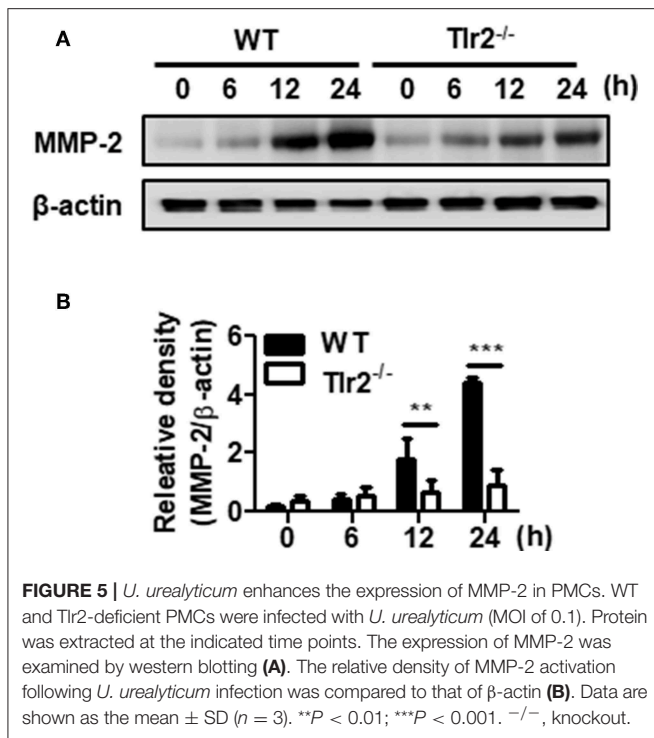 A
WT Tlr2-/-
0 6 12 24 0 6 12 24 (h)
MMP-2
β-actin
B
Releative density
(MMP-2/β-actin)
6
4
2
0
WT
Tlr2-/-
**
***
0 6 12 24 (h)
FIGURE 5 | U. urealyticum enhances the expression of MMP-2 in PMCs. WT
and Tlr2-deficient PMCs were infected with U. urealyticum (MOI of 0.1). Protein
was extracted at the indicated time points. The expression of MMP-2 was
examined by western blotting (A). The relative density of MMP-2 activation
following U. urealyticum infection was compared to that of β-actin (B). Data are
shown as the mean ± SD (n = 3). **P < 0.01; ***P < 0.001. −/−, knockout.